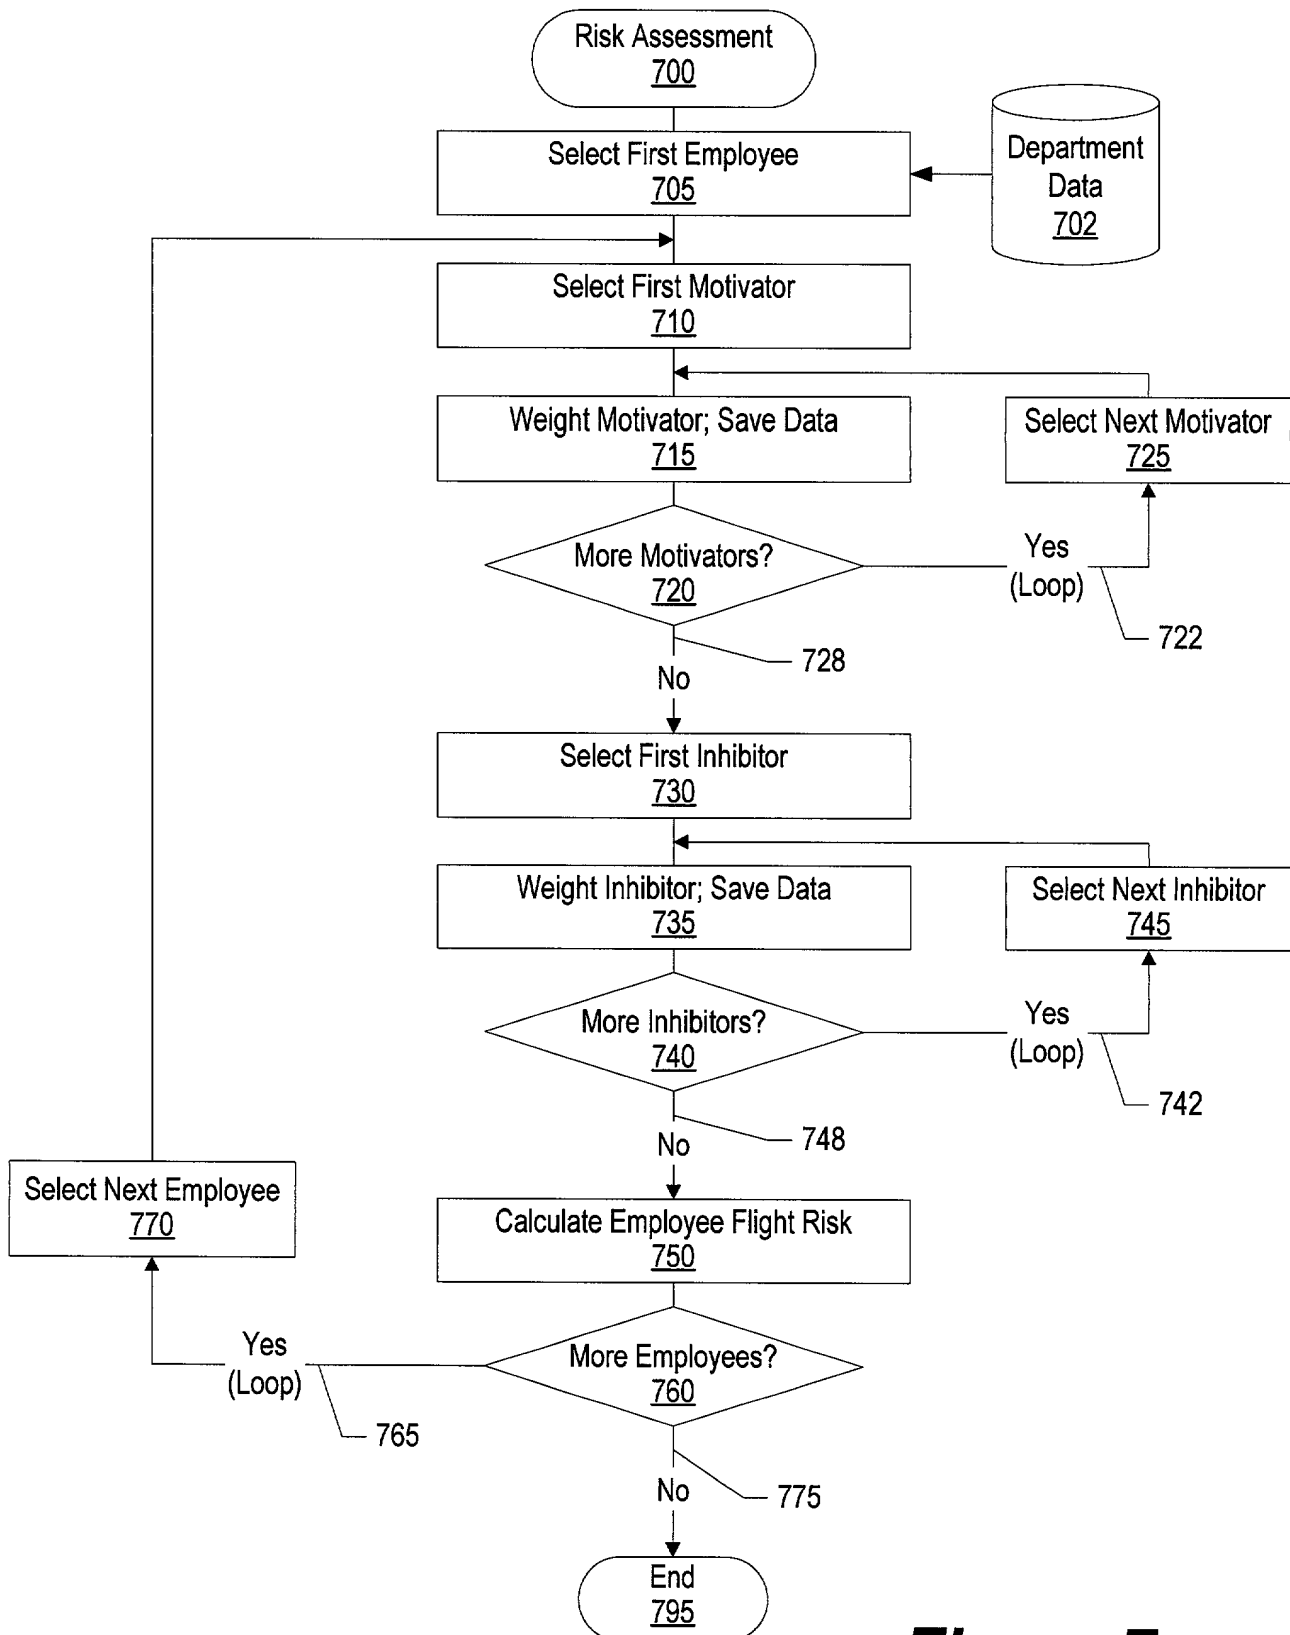 Risk Assessment
700
Select First Employee
705
Department
Data
702
Select First Motivator
710
Weight Motivator; Save Data
715
Select Next Motivator
725
More Motivators?
720
Yes
(Loop)
722
728
No
Select First Inhibitor
730
Weight Inhibitor; Save Data
735
Select Next Inhibitor
745
More Inhibitors?
740
Yes
(Loop)
742
748
No
Select Next Employee
770
Calculate Employee Flight Risk
750
More Employees?
760
Yes
(Loop)
765
775
No
End
795